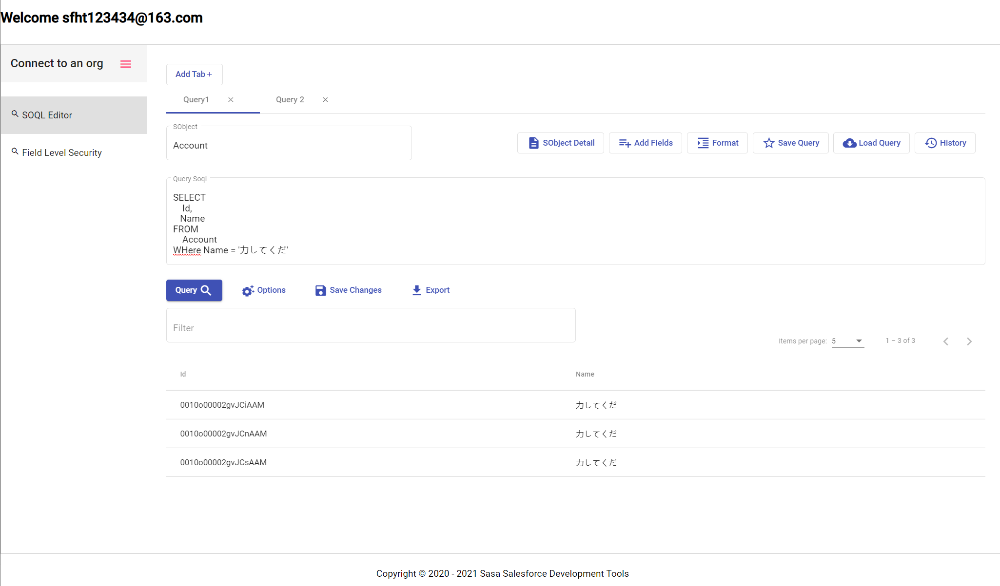 Welcome sfht123434@163.com
Connect to an org
SOQL Editor
Field Level Security
Add Tab+
Query1 ×
Query 2 ×
SObject
Account
SObject Detail
Add Fields
Format
Save Query
Load Query
History
Query Soql
SELECT
Id,
Name
FROM
Account
WHere Name = '力してくだ'
Query
Options
Save Changes
Export
Filter
Items per page: 5
1 – 3 of 3
Id Name
0010o00002gvJCiAAM 力してくだ
0010o00002gvJCnAAM 力してくだ
0010o00002gvJCsAAM 力してくだ
Copyright © 2020 - 2021 Sasa Salesforce Development Tools